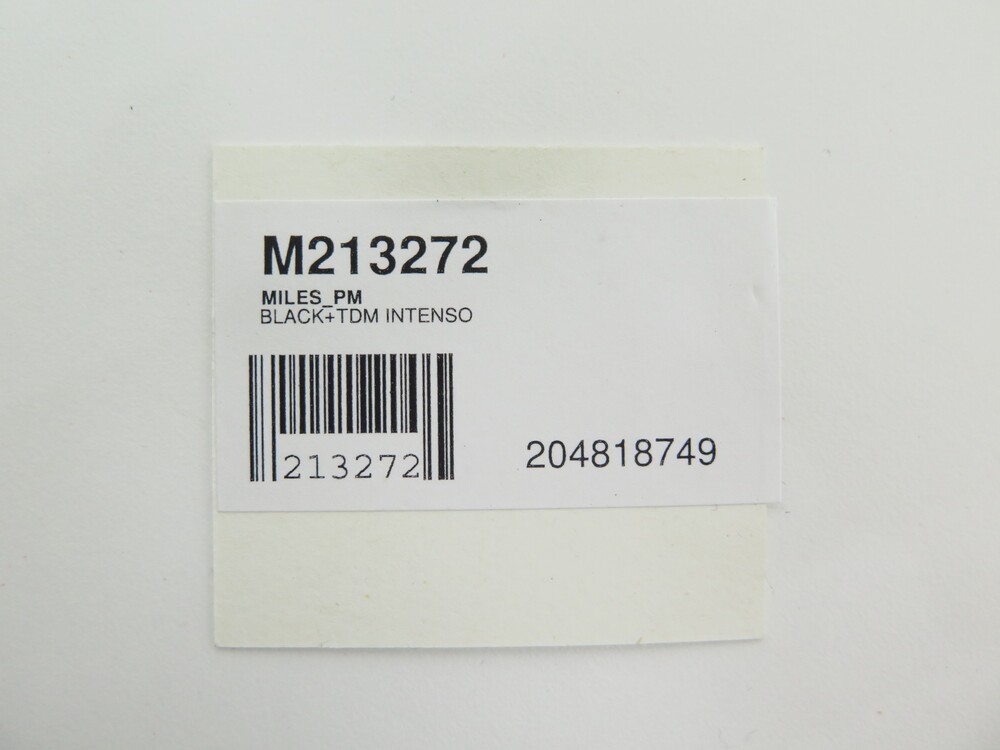 M213272
MILES_PM
BLACK+TDM INTENSO
213272
204818749